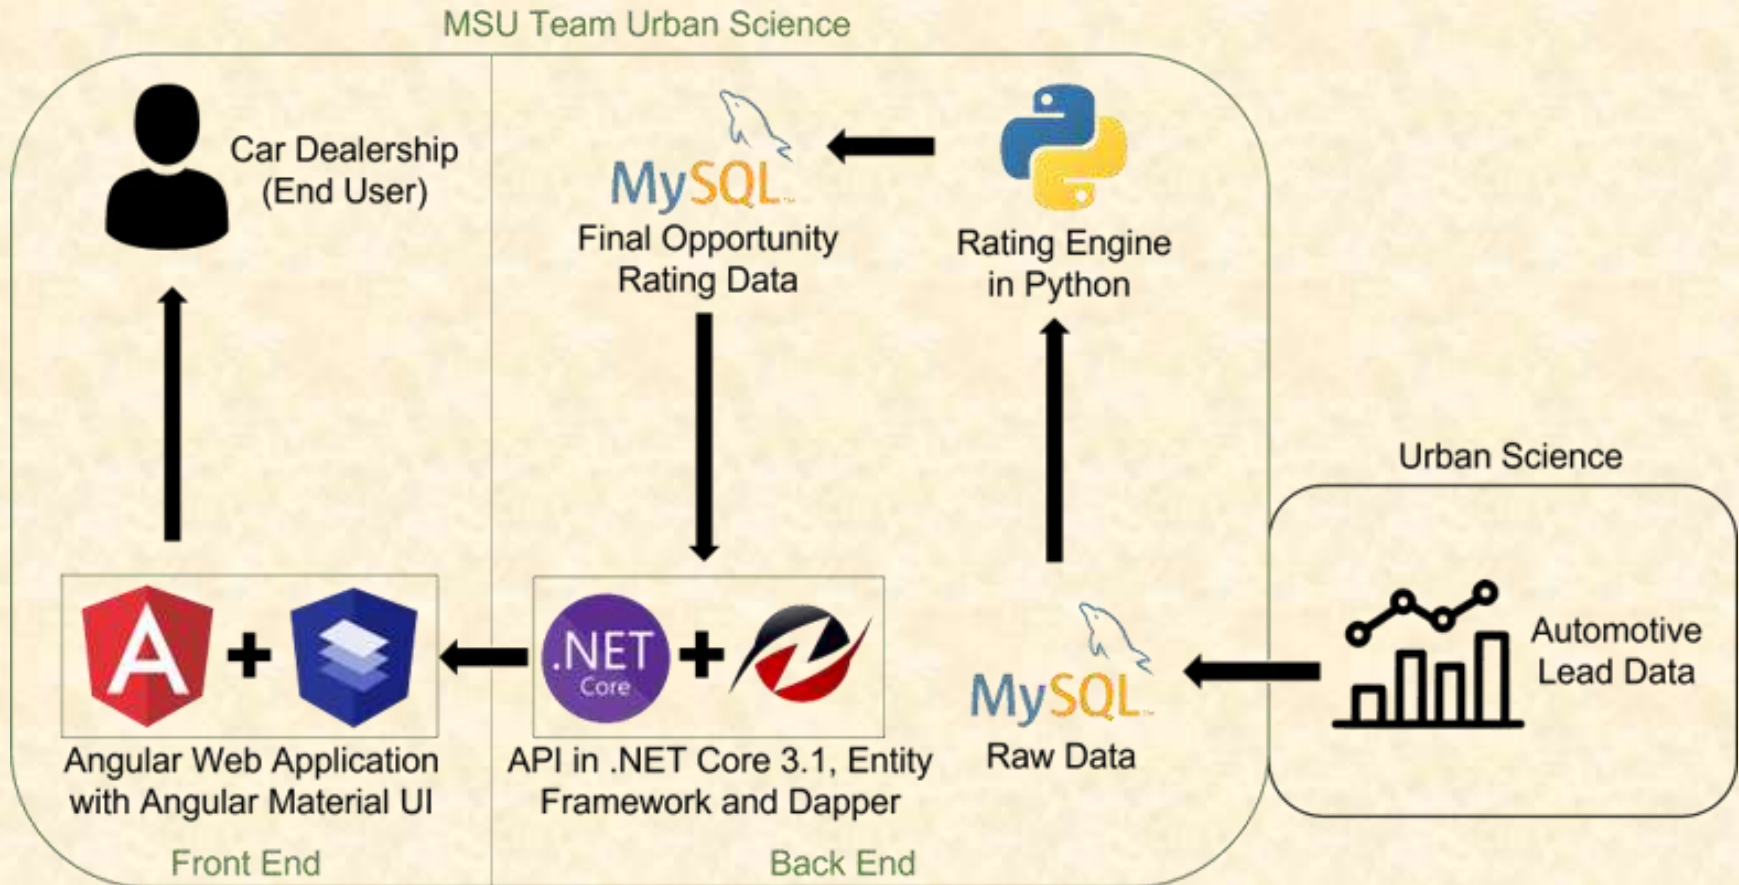 MSU Team Urban Science
Car Dealership
(End User)
MySQL™
Final Opportunity
Rating Data
Rating Engine
in Python
Urban Science
Automotive
Lead Data
A
.NET
Core
MySQL™
Raw Data
Angular Web Application
with Angular Material UI
API in .NET Core 3.1, Entity
Framework and Dapper
Front End
Back End